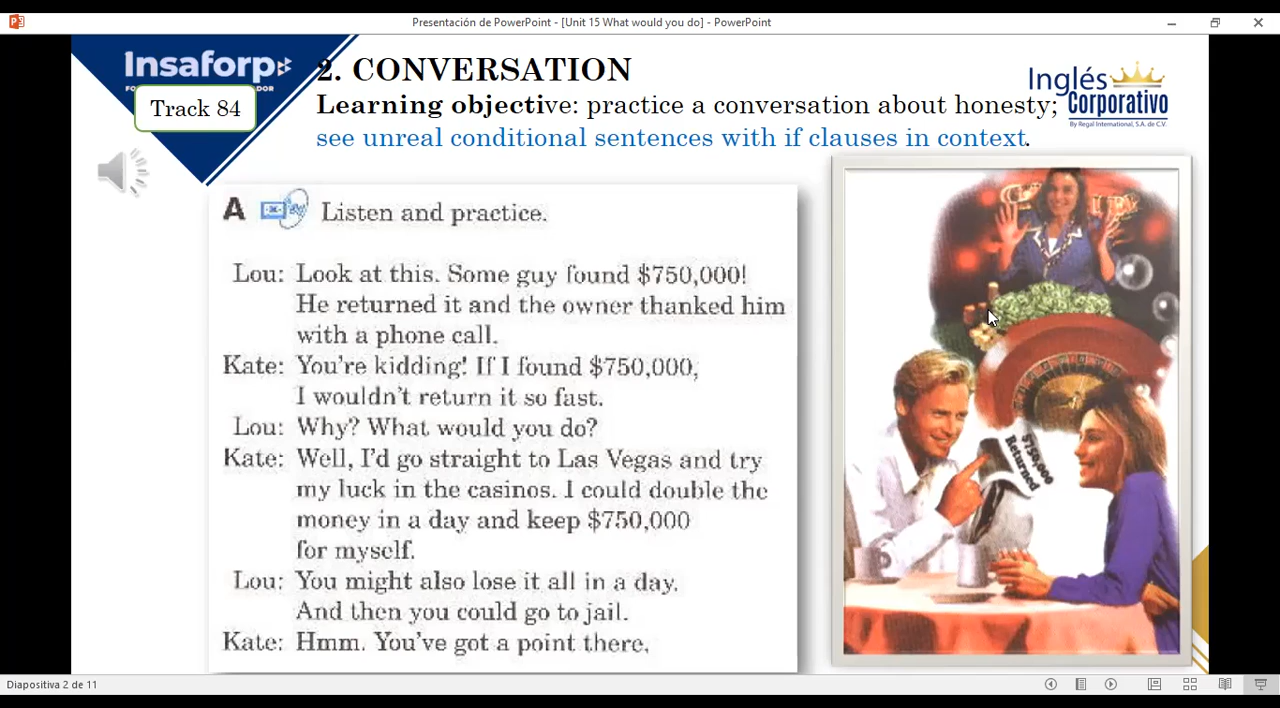 Presentación de PowerPoint - [Unit 15 What would you do] - PowerPoint
Insaforp
Track 84
2. CONVERSATION
Learning objective: practice a conversation about honesty;
see unreal conditional sentences with if clauses in context.
Inglés
Corporativo
By Regal International, S.A. de C.V.
A Listen and practice.
Lou: Look at this. Some guy found $750,000!
He returned it and the owner thanked him
with a phone call.
Kate: You're kidding! If I found $750,000,
I wouldn't return it so fast.
Lou: Why? What would you do?
Kate: Well, I'd go straight to Las Vegas and try
my luck in the casinos. I could double the
money in a day and keep $750,000
for myself.
Lou: You might also lose it all in a day.
And then you could go to jail.
Kate: Hmm. You've got a point there.
$750,000
Returned
Diapositiva 2 de 11